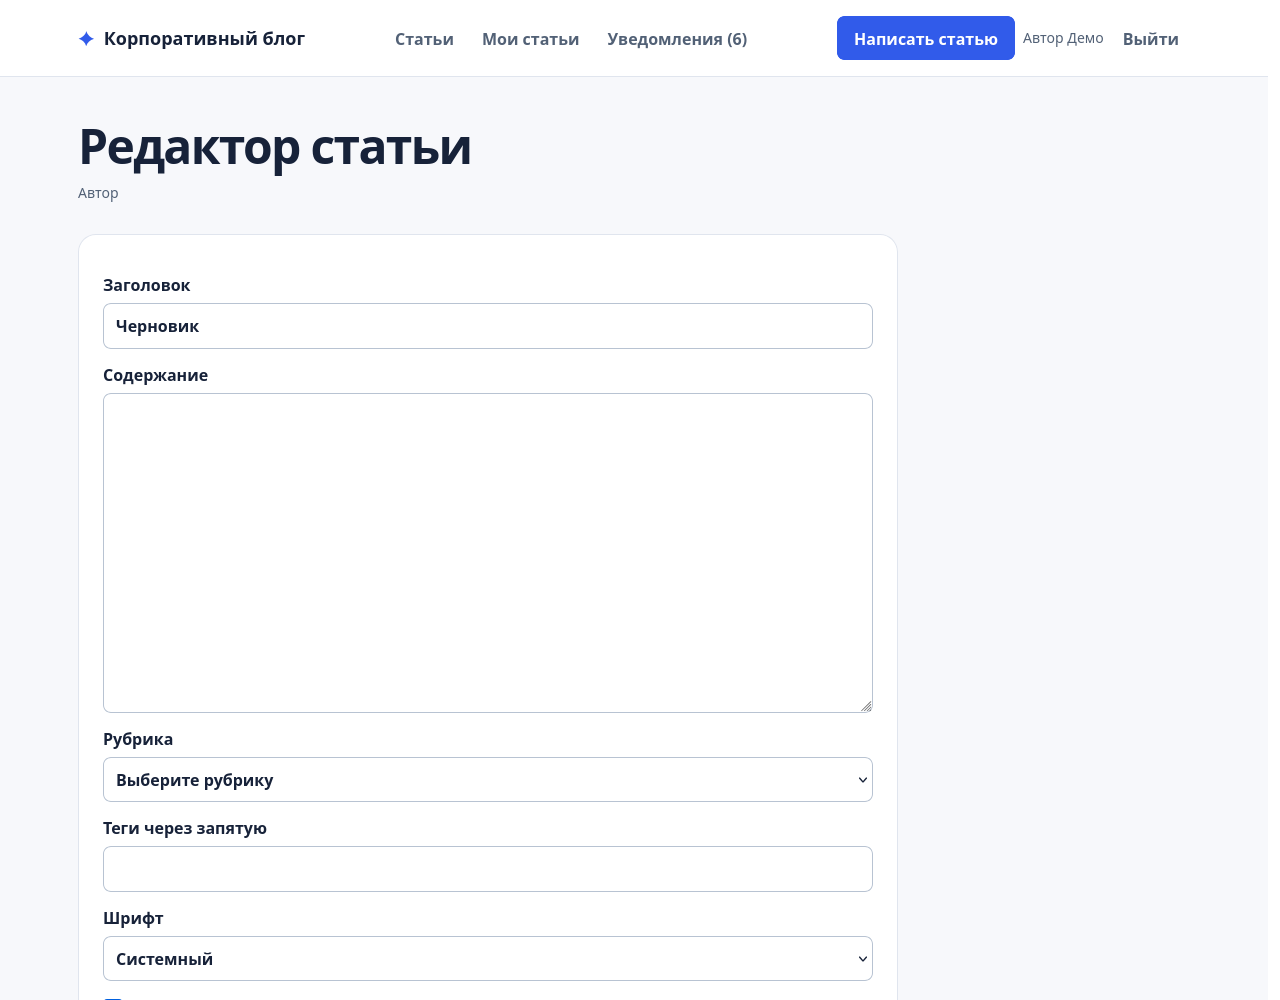 Корпоративный блог
Статьи
Мои статьи
Уведомления (6)
Написать статью
Автор Демо
Выйти
Редактор статьи
Автор
Заголовок
Черновик
Содержание
Рубрика
Выберите рубрику
Теги через запятую
Шрифт
Системный